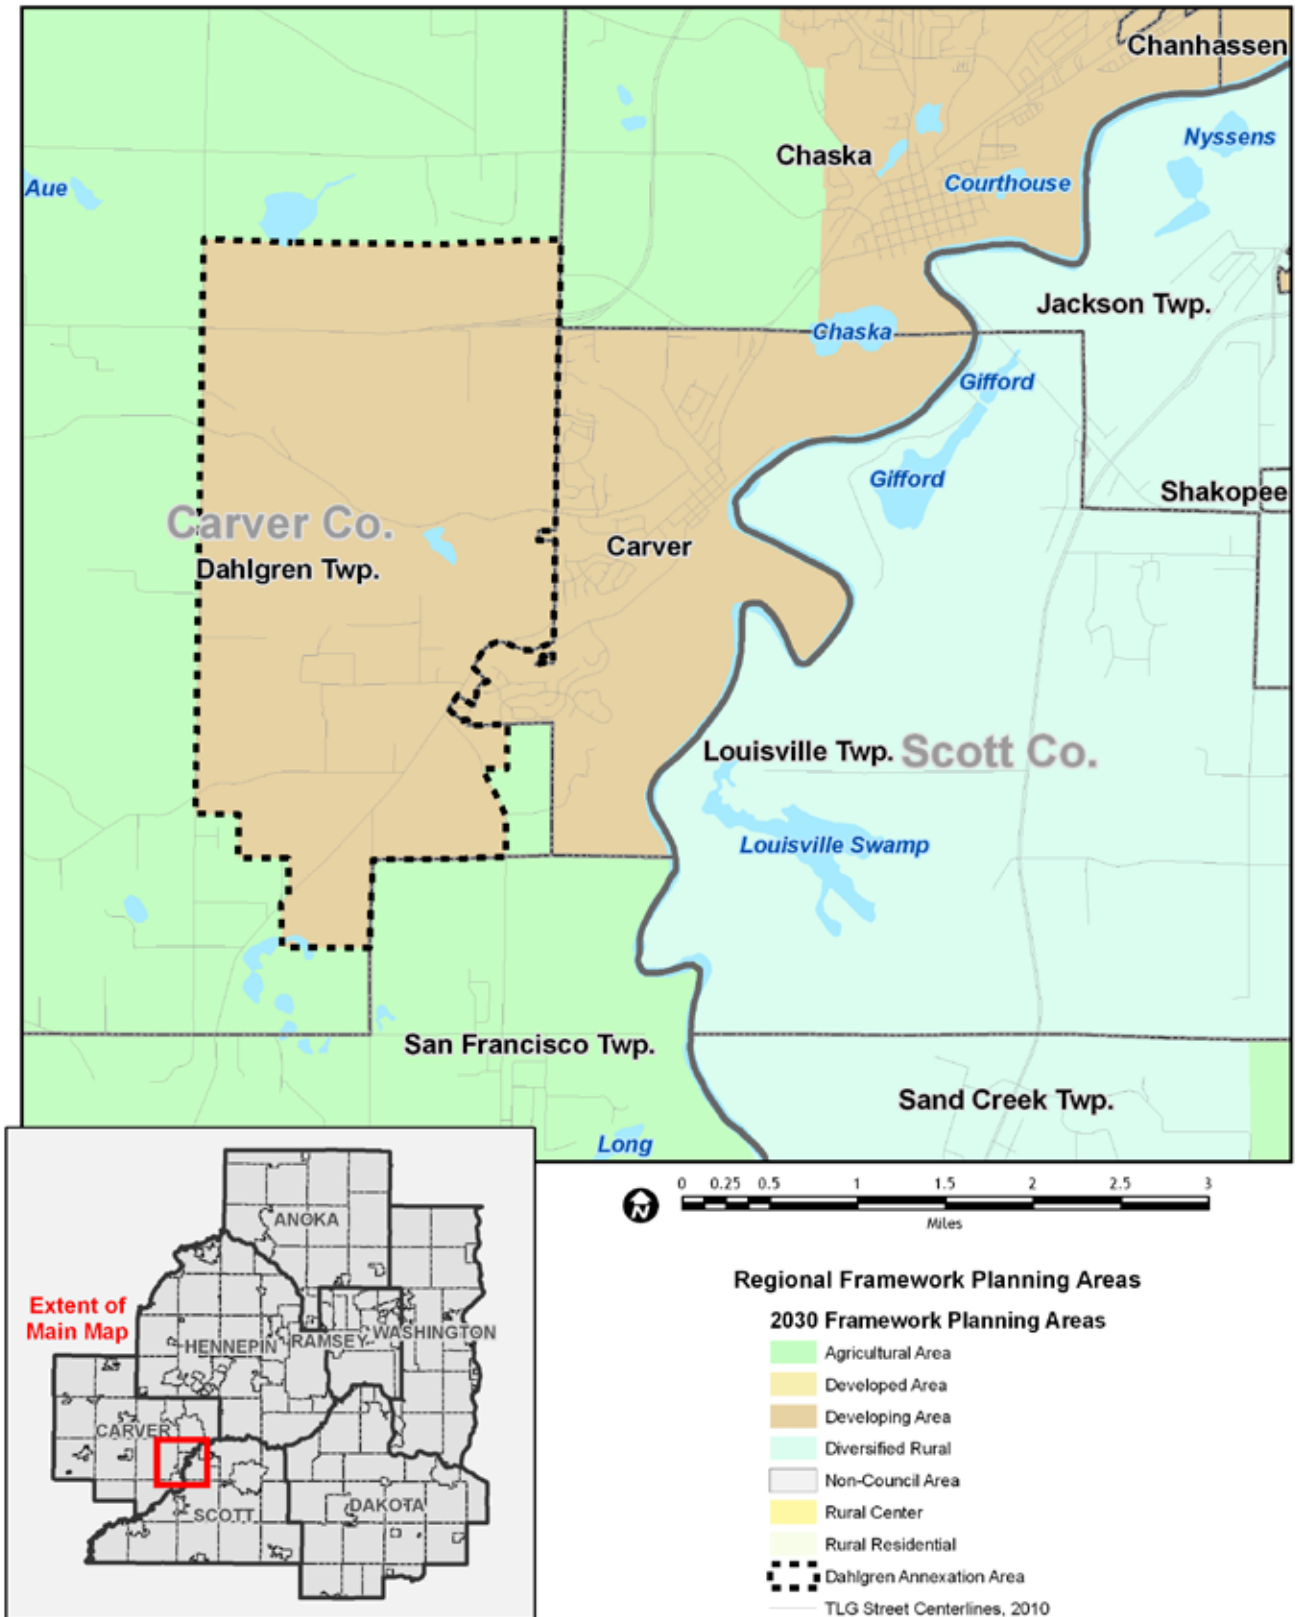 Chanhassen
Nyssens
Chaska
Courthouse
Aue
Jackson Twp.
Chaska
Gifford
Gifford
Shakopee
Carver Co.
Carver
Dahlgren Twp.
Louisville Twp.
Scott Co.
Louisville Swamp
San Francisco Twp.
Sand Creek Twp.
Long
N
0 0.25 0.5 1 1.5 2 2.5 3
Miles
ANOKA
Extent of
Main Map
HENNEPIN
RAMSEY
WASHINGTON
CARVER
SCOTT
DAKOTA
Regional Framework Planning Areas
2030 Framework Planning Areas
Agricultural Area
Developed Area
Developing Area
Diversified Rural
Non-Council Area
Rural Center
Rural Residential
Dahlgren Annexation Area
TLG Street Centerlines, 2010